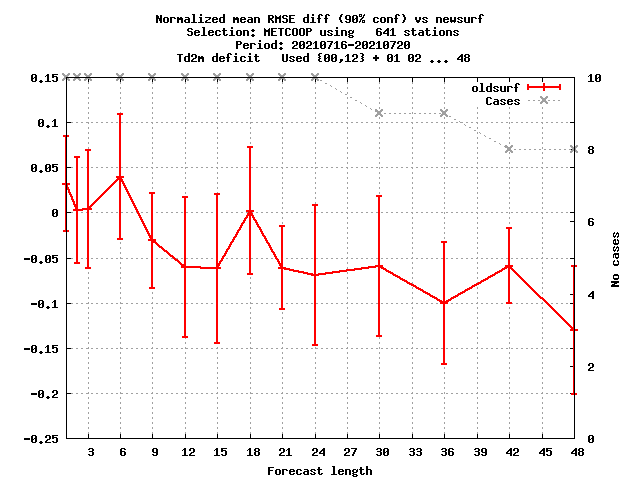 Normalized mean RMSE diff (90% conf) vs newsurf
Selection: METCOOP using   641 stations
Period: 20210716-20210720
Td2m deficit   Used {00,12} + 01 02 ... 48
oldsurf
Cases
0.15
0.1
0.05
0
-0.05
-0.1
-0.15
-0.2
-0.25
10
8
6
4
2
0
No cases
3 6 9 12 15 18 21 24 27 30 33 36 39 42 45 48
Forecast length